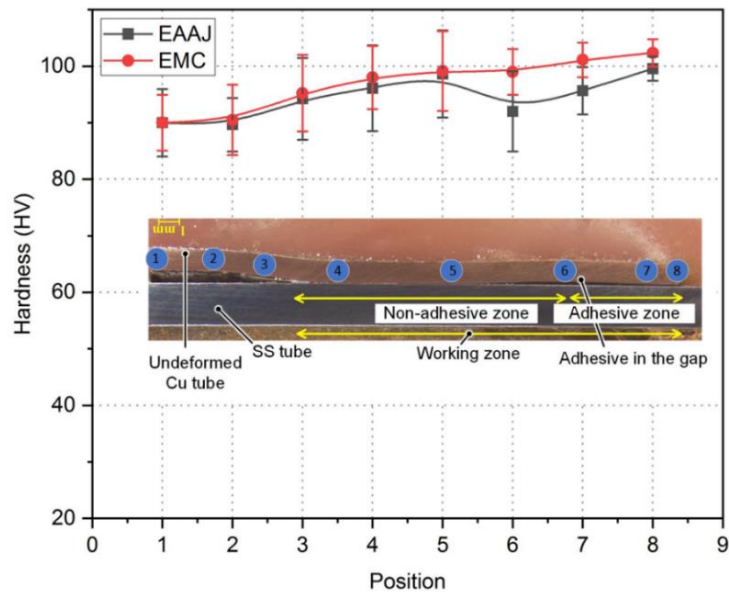 EAAJ
EMC
Hardness (HV)
100
80
60
40
20
1 mm
1
2
3
4
5
6
7
8
Non-adhesive zone
Adhesive zone
Undeformed
Cu tube
SS tube
Working zone
Adhesive in the gap
0 1 2 3 4 5 6 7 8 9
Position